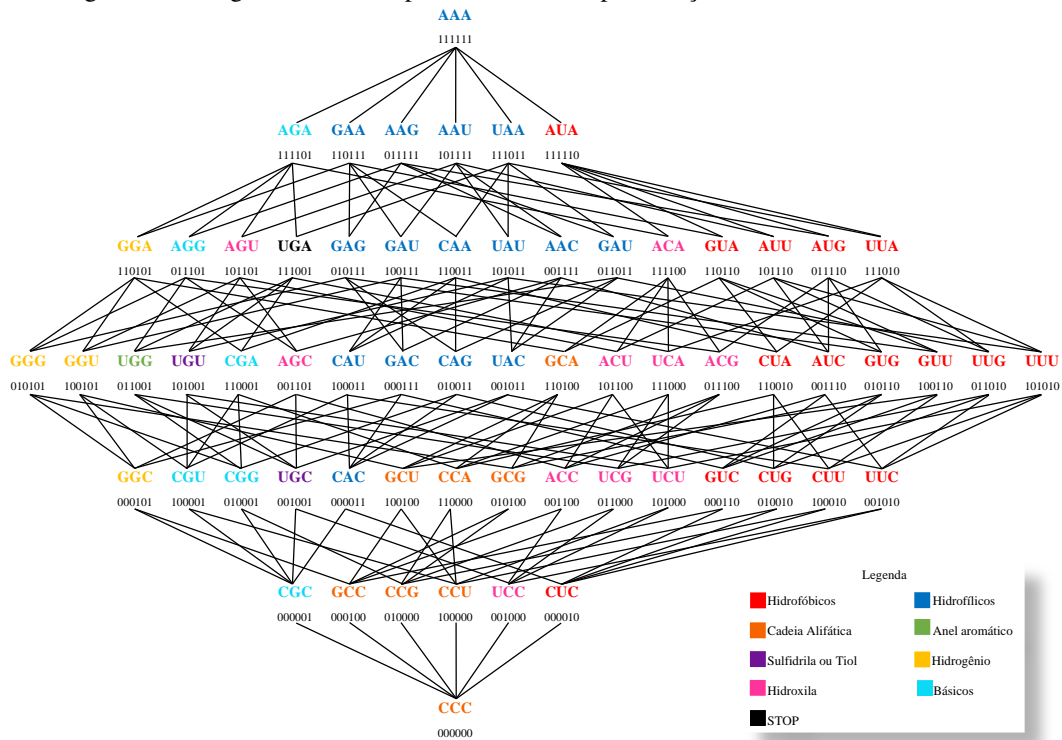 AAA
111111
AGA GAA AAG AAU UAA AUA
111101 110111 011111 101111 111011 111110
GGA AGG AGU UGA GAG GAU CAA UAU AAC GAU ACA GUA AUU AUG UUA
110101 011101 101101 111001 010111 100111 110011 101011 001111 011011 111100 110110 101110 011110 111010
GGG GGU UGG UGU CGA AGC CAU GAC CAG UAC GCA ACU UCA ACG CUA AUC GUG GUU UUG UUU
010101 100101 011001 101001 110001 001101 100011 000111 010011 001011 110100 101100 111000 011100 110010 001110 010110 100110 011010 101010
GGC CGU CGG UGC CAC GCU CCA GCG ACC UCG UCU GUC CUG CUU UUC
000101 100001 010001 001001 000011 100100 110000 010100 001100 011000 101000 000110 010010 100010 001010
CGC GCC CCG CCU UCC CUC
000001 000100 010000 100000 001000 000010
CCC
000000
Legenda
Hidrofóbicos Hidrofílicos
Cadeia Alifática Anel aromático
Sulfidrila ou Tiol Hidrogênio
Hidroxila Básicos
STOP